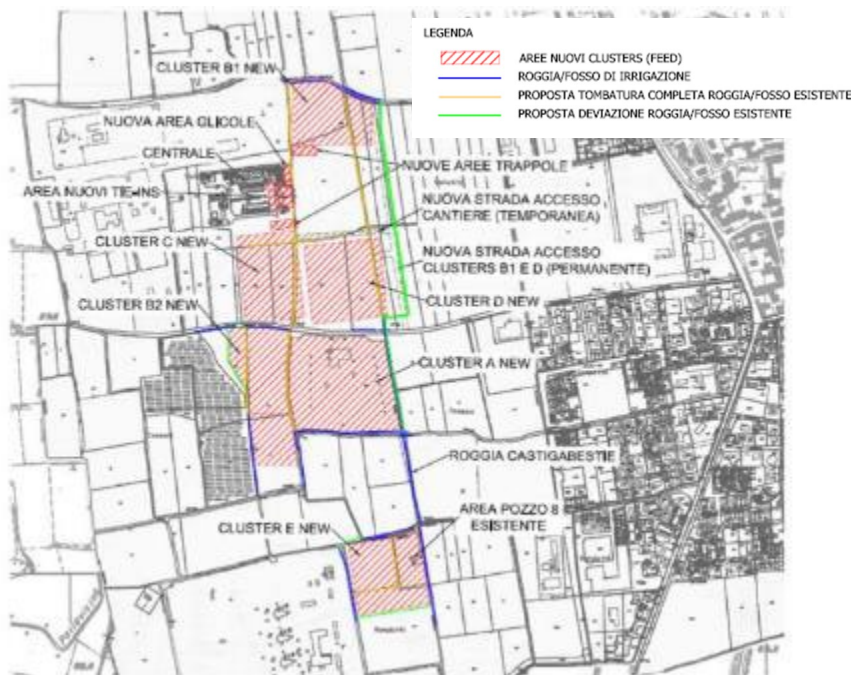 LEGENDA
AREE NUOVI CLUSTERS (FEED)
ROGGIA/FOSSO DI IRRIGAZIONE
PROPOSTA TOMBATURA COMPLETA ROGGIA/FOSSO ESISTENTE
PROPOSTA DEVIAZIONE ROGGIA/FOSSO ESISTENTE
CLUSTER B1 NEW
NUOVA AREA GLICOLE
CENTRALE
NUOVE AREE TRAPPOLE
AREA NUOVI TIE-INS
NUOVA STRADA ACCESSO
CANTIERE (TEMPORANEA)
CLUSTER C NEW
NUOVA STRADA ACCESSO
CLUSTERS B1 E D (PERMANENTE)
CLUSTER B2 NEW
CLUSTER D NEW
CLUSTER A NEW
ROGGIA CASTIGABESTIE
AREA POZZO 8
ESISTENTE
CLUSTER E NEW